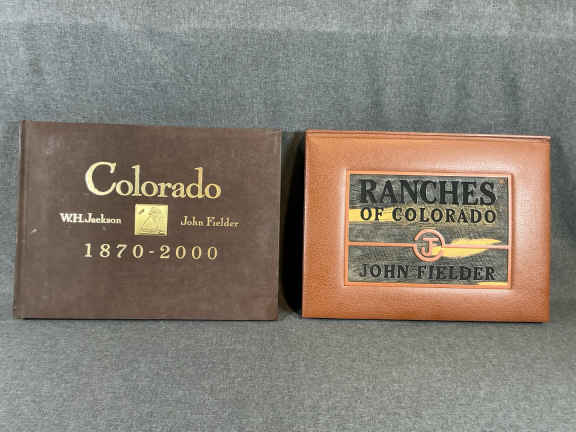 Colorado
W.H. Jackson John Fielder
1870-2000
RANCHES
OF COLORADO
JOHN FIELDER